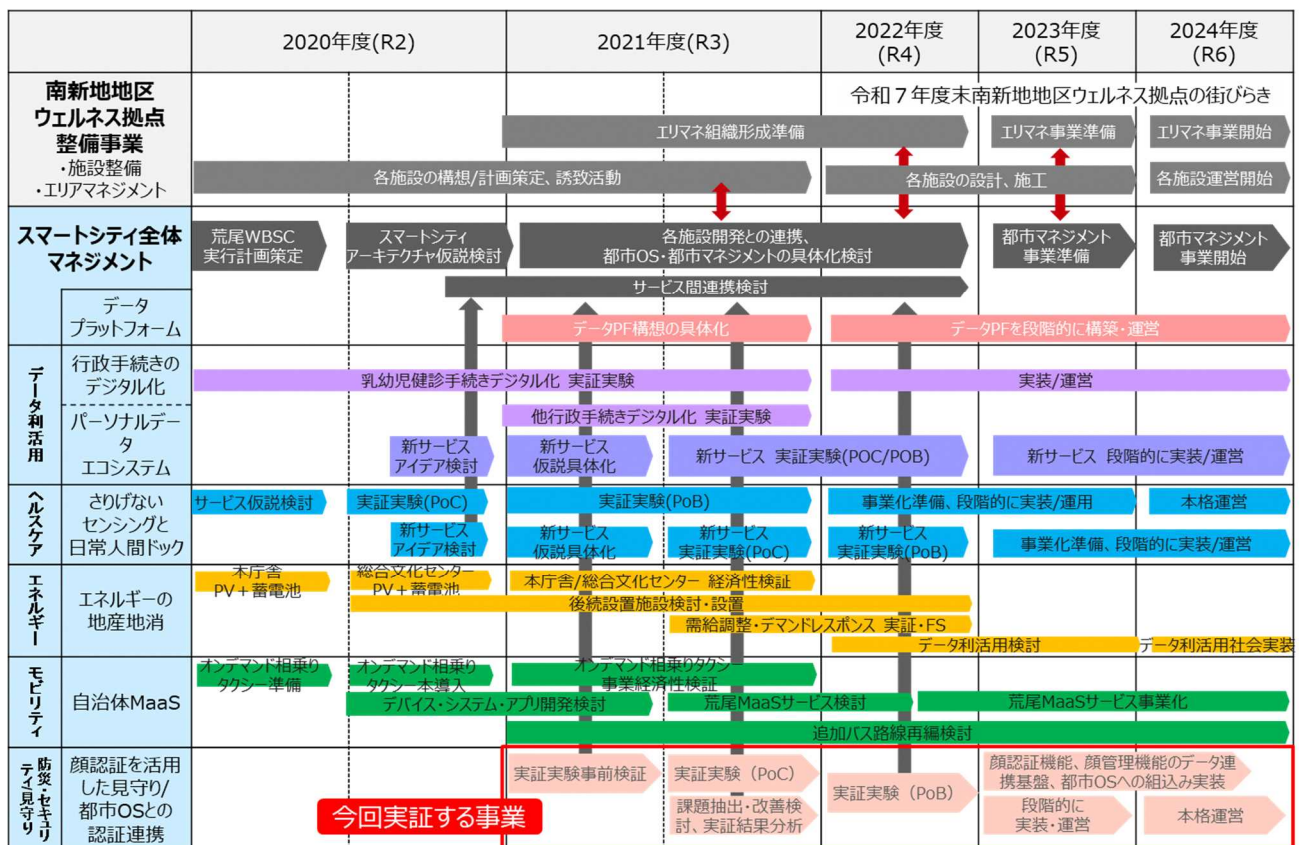 2020年度(R2)
2021年度(R3)
2022年度
(R4)
2023年度
(R5)
2024年度
(R6)
南新地地区
ウェルネス拠点
整備事業
・施設整備
・エリアマネジメント
令和７年度末南新地地区ウェルネス拠点の街びらき
エリマネ組織形成準備
エリマネ事業準備
エリマネ事業開始
各施設の構想/計画策定、誘致活動
各施設の設計、施工
各施設運営開始
スマートシティ全体
マネジメント
荒尾WBSC
実行計画策定
スマートシティ
アーキテクチャ仮説検討
各施設開発との連携、
都市OS・都市マネジメントの具体化検討
都市マネジメント
事業準備
都市マネジメント
事業開始
サービス間連携検討
データ
プラットフォーム
データPF構想の具体化
データPFを段階的に構築・運営
データ利活用
行政手続きの
デジタル化
乳幼児健診手続きデジタル化 実証実験
実装/運営
他行政手続きデジタル化 実証実験
パーソナルデー
タ
エコシステム
新サービス
アイデア検討
新サービス
仮説具体化
新サービス 実証実験(POC/POB)
新サービス 段階的に実装/運営
ヘルスケア
さりげない
センシングと
日常人間ドック
サービス仮説検討
実証実験(PoC)
実証実験(PoB)
事業化準備、段階的に実装/運用
本格運営
新サービス
アイデア検討
新サービス
仮説具体化
新サービス
実証実験(PoC)
新サービス
実証実験(PoB)
事業化準備、段階的に実装/運営
エネルギー
エネルギーの
地産地消
本庁舎
PV＋蓄電池
総合文化センター
PV＋蓄電池
本庁舎/総合文化センター 経済性検証
後続設置施設検討・設置
需給調整・デマンドレスポンス 実証・FS
データ利活用検討
データ利活用社会実装
モビリティ
自治体MaaS
オンデマンド相乗り
タクシー準備
オンデマンド相乗り
タクシー本導入
オンデマンド相乗りタクシー
事業経済性検証
デバイス・システム・アプリ開発検討
荒尾MaaSサービス検討
荒尾MaaSサービス事業化
追加バス路線再編検討
防災・セキュリ
ティ/見守り
顔認証を活用
した見守り/
都市OSとの
認証連携
今回実証する事業
実証実験事前検証
実証実験（PoC）
課題抽出・改善検
討、実証結果分析
実証実験（PoB）
顔認証機能、顔管理機能のデータ連
携基盤、都市OSへの組込み実装
段階的に
実装・運営
本格運営